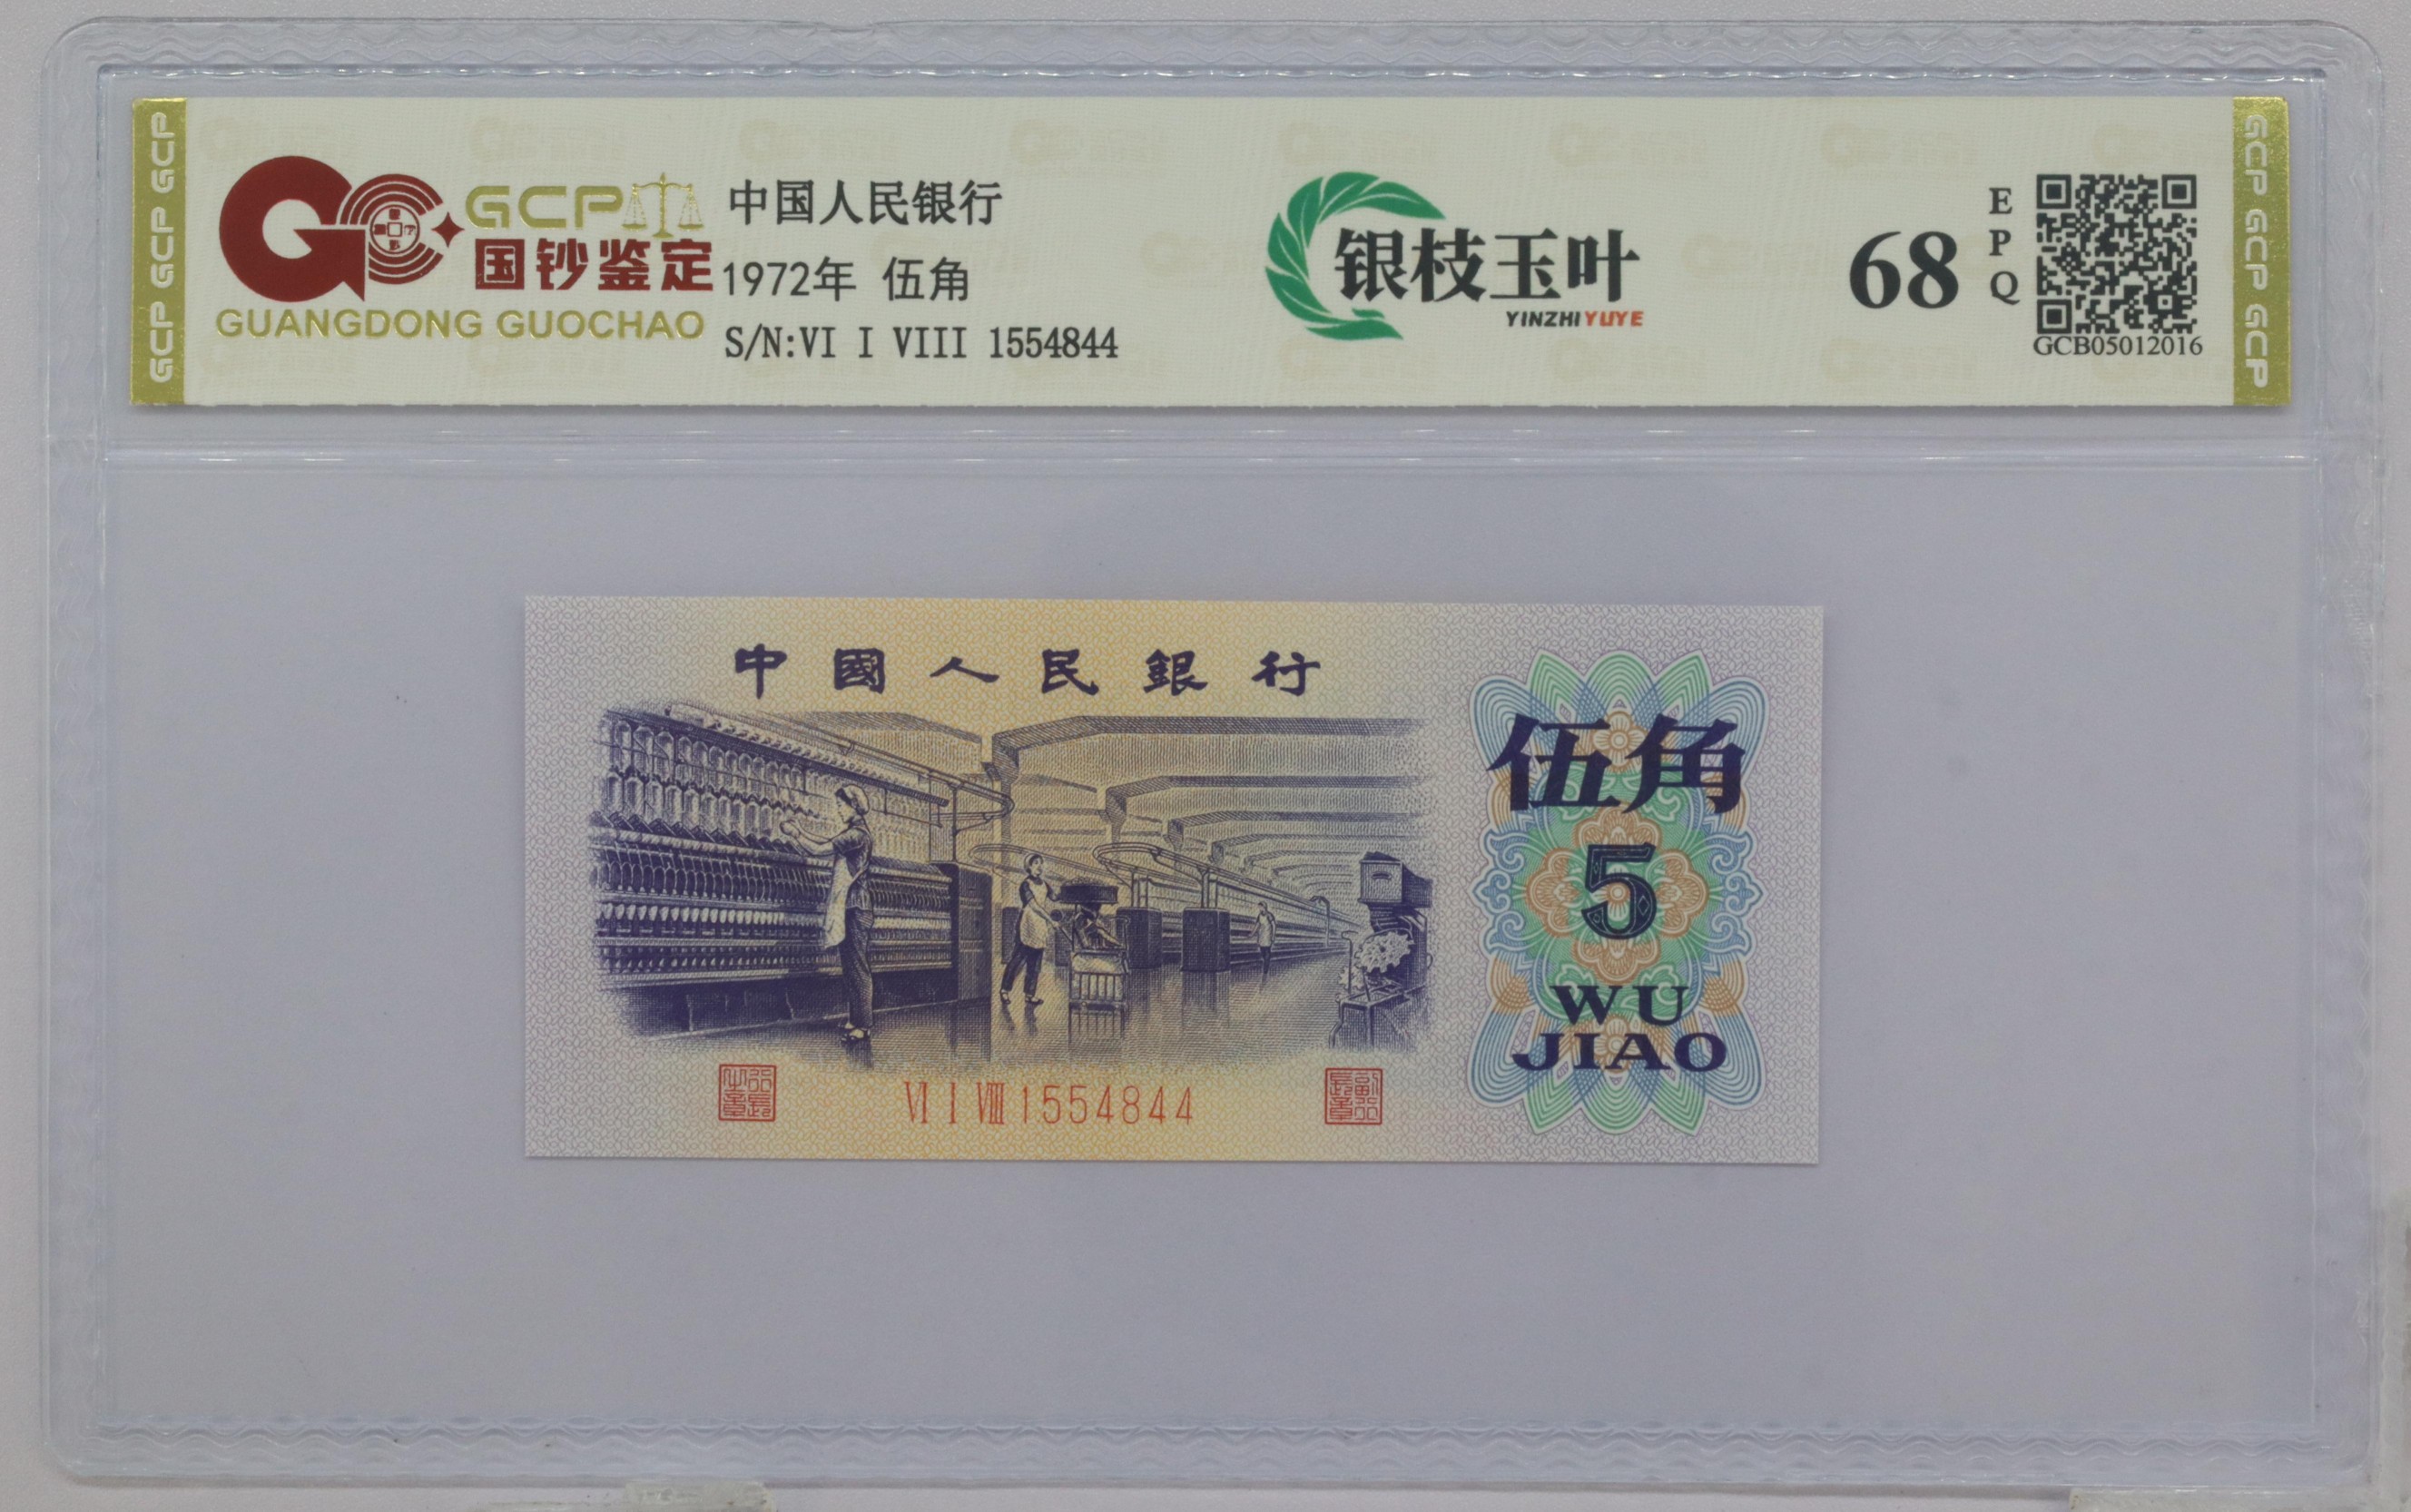 GCP GCP GCP
GCP
国钞鉴定
GUANGDONG GUOCHAO
中国人民银行
1972年 伍角
S/N:VI I VIII 1554844
银枝玉叶
YINZHIYUYE
68
E
P
Q
GCB05012016
GCP GCP GCP
中國人民銀行
伍角
5
WU
JIAO
VI I VIII 1554844